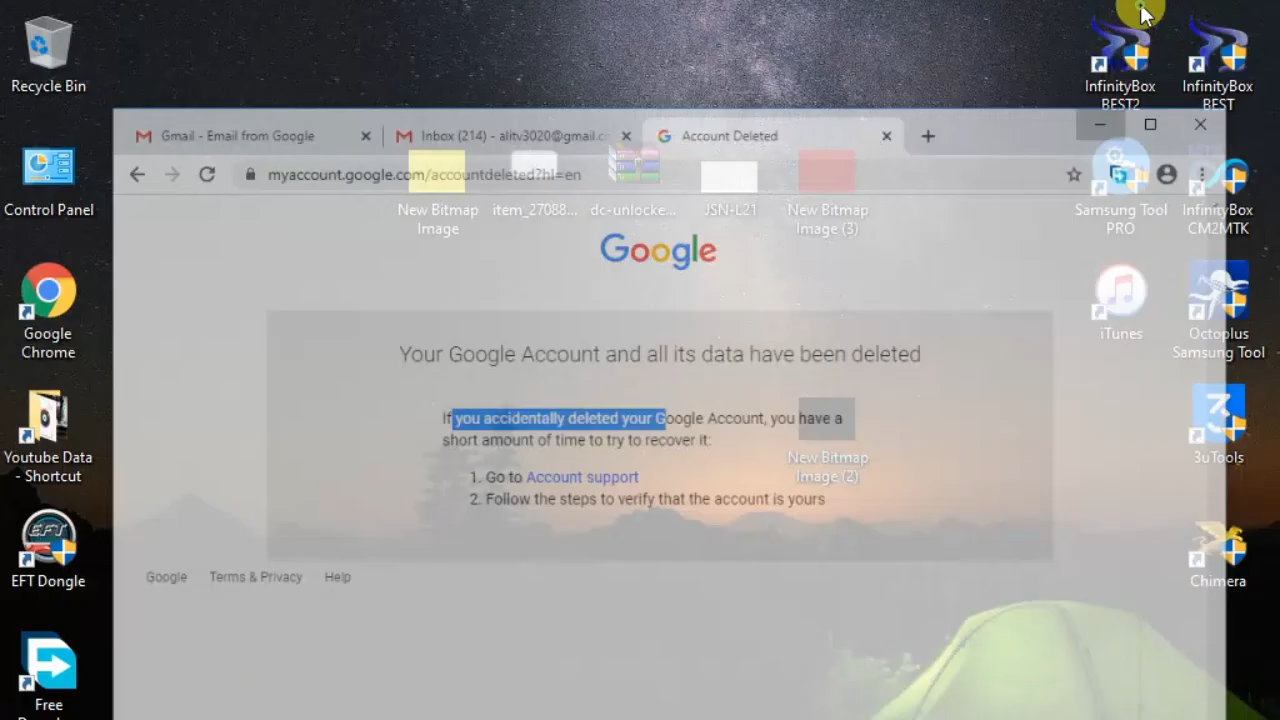 Recycle Bin
Control Panel
Google
Chrome
Youtube Data
- Shortcut
EFT
EFT Dongle
Free
InfinityBox
BEST2
InfinityBox
BEST
Gmail - Email from Google
Inbox (214) - alitv3020@gmail.c
Account Deleted
myaccount.google.com/accountdeleted?hl=en
New Bitmap
Image
item_27088...
dc-unlocke...
JSN-L21
New Bitmap
Image (3)
Samsung Tool
PRO
InfinityBox
CM2MTK
Google
iTunes
Octoplus
Samsung Tool
Your Google Account and all its data have been deleted
If you accidentally deleted your Google Account, you have a
short amount of time to try to recover it:
1. Go to Account support
2. Follow the steps to verify that the account is yours
New Bitmap
Image (2)
3uTools
Chimera
Google Terms & Privacy Help